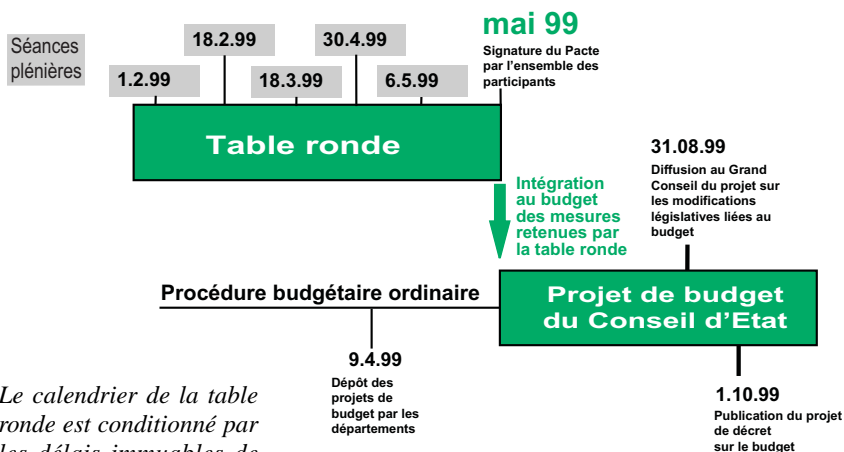 Séances
plénières
1.2.99
18.2.99
18.3.99
30.4.99
6.5.99
mai 99
Signature du Pacte
par l'ensemble des
participants
Table ronde
Intégration
au budget
des mesures
retenues par
la table ronde
31.08.99
Diffusion au Grand
Conseil du projet sur
les modifications
législatives liées au
budget
Procédure budgétaire ordinaire
Projet de budget
du Conseil d'Etat
9.4.99
Dépôt des
projets de
budget par les
départements
1.10.99
Publication du projet
de décret
sur le budget
Le calendrier de la table
ronde est conditionné par
les délais immuables de